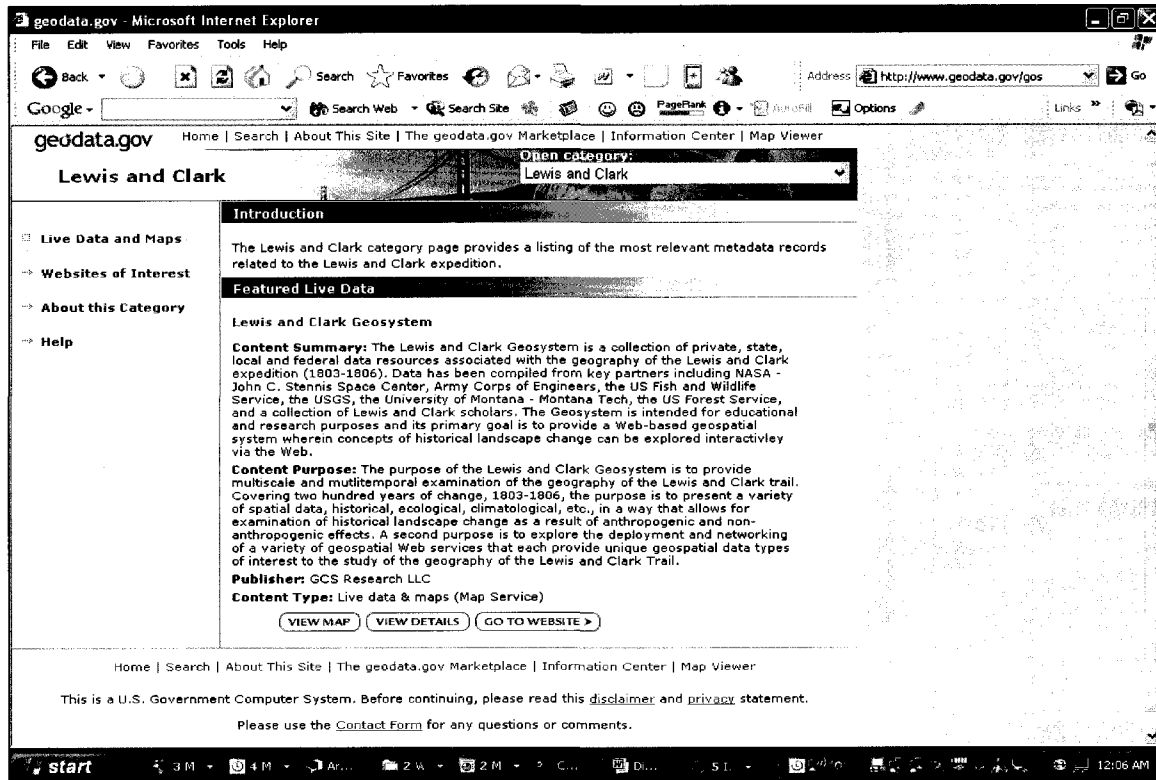 geodata.gov - Microsoft Internet Explorer
File Edit View Favorites Tools Help
Back Search Favorites Address http://www.geodata.gov/gos Go
Google - Search Web Search Site PageRank AutoFill Options Links »
geodata.gov Home | Search | About This Site | The geodata.gov Marketplace | Information Center | Map Viewer
Open category:
Lewis and Clark Lewis and Clark
Introduction
Live Data and Maps
The Lewis and Clark category page provides a listing of the most relevant metadata records
related to the Lewis and Clark expedition.
Websites of Interest
Featured Live Data
About this Category
Lewis and Clark Geosystem
Help
Content Summary: The Lewis and Clark Geosystem is a collection of private, state,
local and federal data resources associated with the geography of the Lewis and Clark
expedition (1803-1806). Data has been compiled from key partners including NASA -
John C. Stennis Space Center, Army Corps of Engineers, the US Fish and Wildlife
Service, the USGS, the University of Montana - Montana Tech, the US Forest Service,
and a collection of Lewis and Clark scholars. The Geosystem is intended for educational
and research purposes and its primary goal is to provide a Web-based geospatial
system wherein concepts of historical landscape change can be explored interactivley
via the Web.
Content Purpose: The purpose of the Lewis and Clark Geosystem is to provide
multiscale and mutlitemporal examination of the geography of the Lewis and Clark trail.
Covering two hundred years of change, 1803-1806, the purpose is to present a variety
of spatial data, historical, ecological, climatological, etc., in a way that allows for
examination of historical landscape change as a result of anthropogenic and non-
anthropogenic effects. A second purpose is to explore the deployment and networking
of a variety of geospatial Web services that each provide unique geospatial data types
of interest to the study of the geography of the Lewis and Clark Trail.
Publisher: GCS Research LLC
Content Type: Live data & maps (Map Service)
VIEW MAP VIEW DETAILS GO TO WEBSITE >
Home | Search | About This Site | The geodata.gov Marketplace | Information Center | Map Viewer
This is a U.S. Government Computer System. Before continuing, please read this disclaimer and privacy statement.
Please use the Contact Form for any questions or comments.
start 3 M 4 M Ar... 2 M C... Di... 12:06 AM